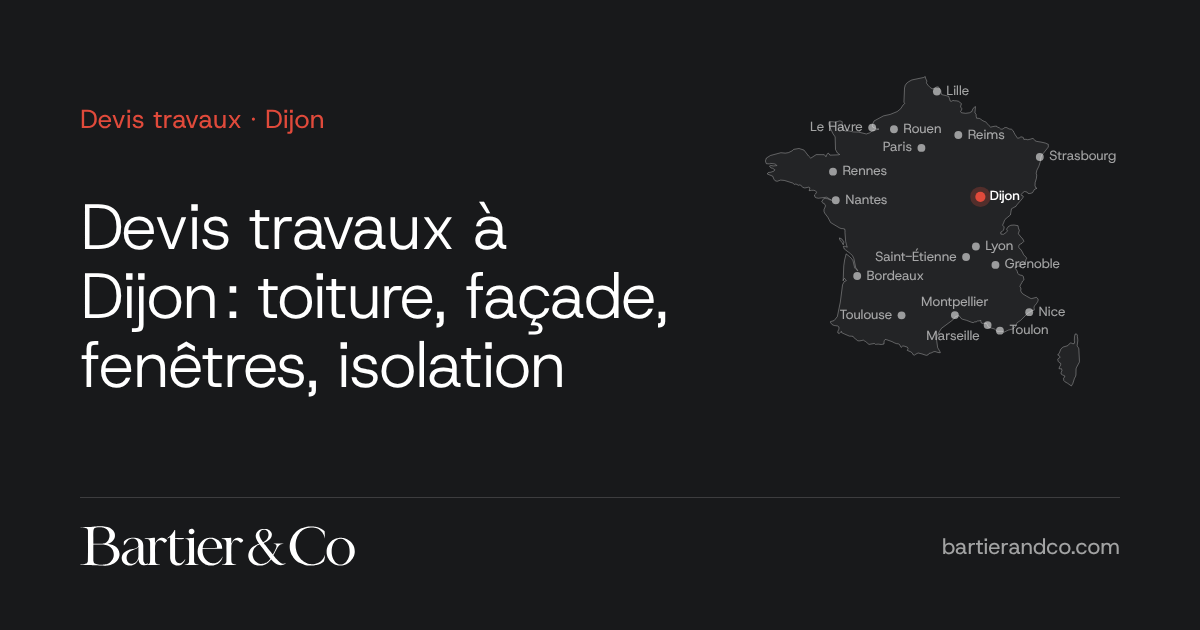 Devis travaux · Dijon
Devis travaux à
Dijon : toiture, façade,
fenêtres, isolation
Lille
Le Havre
Rouen
Reims
Paris
Strasbourg
Rennes
Dijon
Nantes
Lyon
Saint-Étienne
Grenoble
Bordeaux
Montpellier
Nice
Toulouse
Toulon
Marseille
Bartier & Co
bartierandco.com